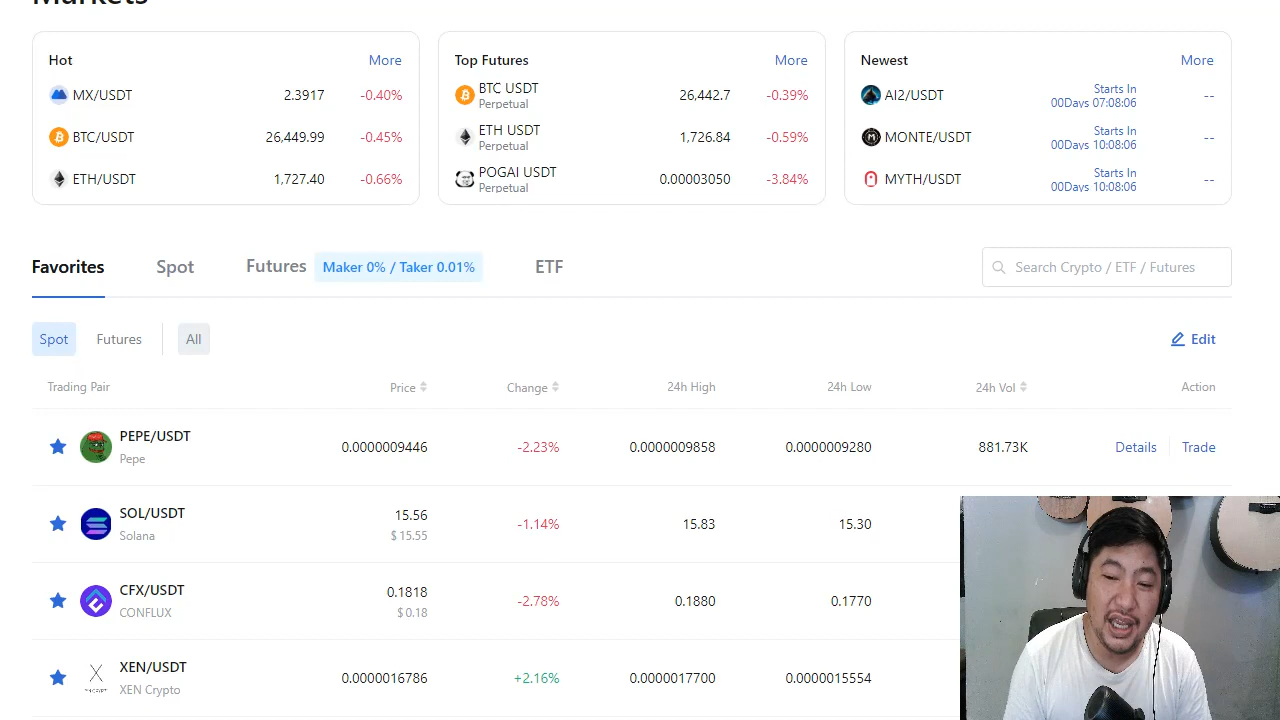 Markets
Hot
More
MX/USDT 2.3917 -0.40%
BTC/USDT 26,449.99 -0.45%
ETH/USDT 1,727.40 -0.66%
Top Futures
More
BTC USDT
Perpetual
26,442.7 -0.39%
ETH USDT
Perpetual
1,726.84 -0.59%
POGAI USDT
Perpetual
0.00003050 -3.84%
Newest
More
AI2/USDT
Starts In
00Days 07:08:06
--
MONTE/USDT
Starts In
00Days 10:08:06
--
MYTH/USDT
Starts In
00Days 10:08:06
--
Favorites Spot Futures Maker 0% / Taker 0.01% ETF
Search Crypto / ETF / Futures
Spot Futures All
Edit
Trading Pair Price Change 24h High 24h Low 24h Vol Action
PEPE/USDT
Pepe
0.0000009446 -2.23% 0.0000009858 0.0000009280 881.73K Details Trade
SOL/USDT
Solana
15.56
$ 15.55
-1.14% 15.83 15.30
CFX/USDT
CONFLUX
0.1818
$ 0.18
-2.78% 0.1880 0.1770
XEN/USDT
XEN Crypto
0.0000016786 +2.16% 0.0000017700 0.0000015554